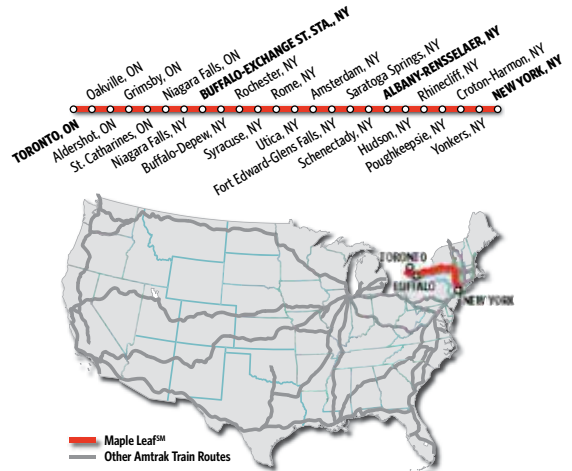 TORONTO, ON
Oakville, ON
Aldershot, ON
Grimsby, ON
St. Catharines, ON
Niagara Falls, ON
Niagara Falls, NY
BUFFALO-EXCHANGE ST. STA., NY
Buffalo-Depew, NY
Rochester, NY
Syracuse, NY
Rome, NY
Utica, NY
Amsterdam, NY
Fort Edward-Glens Falls, NY
Saratoga Springs, NY
Schenectady, NY
ALBANY-RENSSELAER, NY
Hudson, NY
Rhinecliff, NY
Poughkeepsie, NY
Croton-Harmon, NY
Yonkers, NY
NEW YORK, NY
TORONTO
BUFFALO
NEW YORK
Maple Leaf℠
Other Amtrak Train Routes